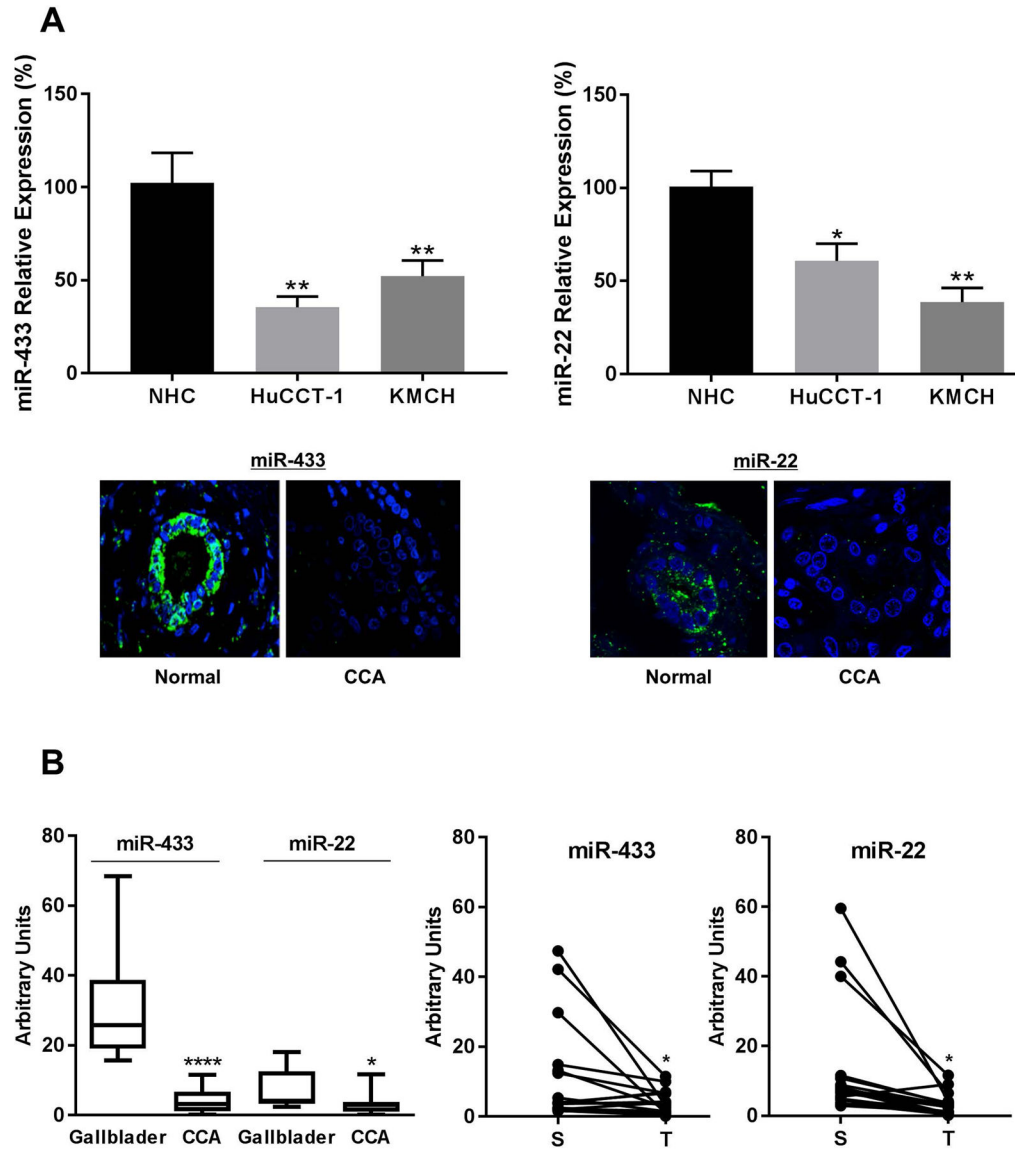 A
miR-433 Relative Expression (%)
150
100
50
0
**
**
NHC HuCCT-1 KMCH
miR-22 Relative Expression (%)
150
100
50
0
*
**
NHC HuCCT-1 KMCH
miR-433
Normal CCA
miR-22
Normal CCA
B
Arbitrary Units
80
60
40
20
0
miR-433 miR-22
****
*
Gallblader CCA Gallblader CCA
Arbitrary Units
80
60
40
20
0
miR-433
*
S T
Arbitrary Units
80
60
40
20
0
miR-22
*
S T